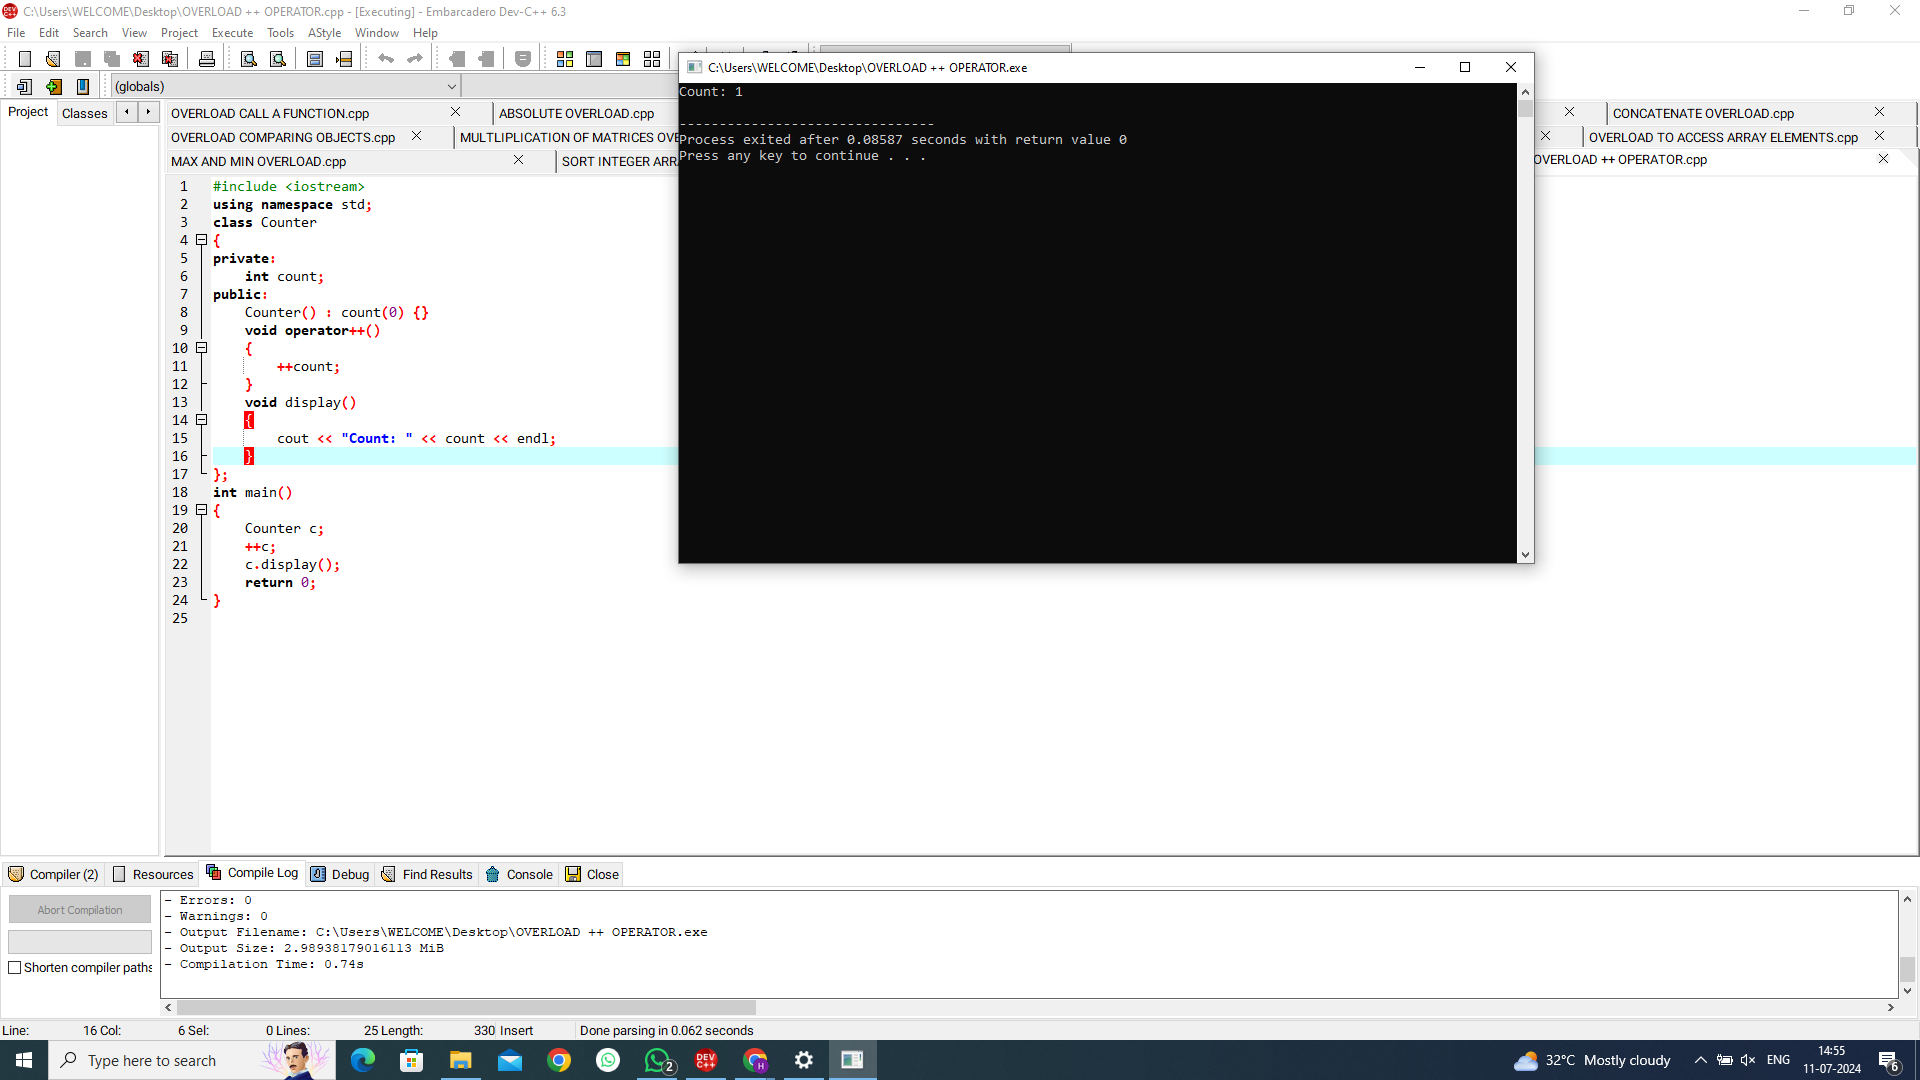 C:\Users\WELCOME\Desktop\OVERLOAD ++ OPERATOR.cpp - [Executing] - Embarcadero Dev-C++ 6.3
File Edit Search View Project Execute Tools AStyle Window Help
(globals)
Project Classes
OVERLOAD CALL A FUNCTION.cpp ABSOLUTE OVERLOAD.cpp CONCATENATE OVERLOAD.cpp
OVERLOAD COMPARING OBJECTS.cpp MULTLIPLICATION OF MATRICES OVE OVERLOAD TO ACCESS ARRAY ELEMENTS.cpp
MAX AND MIN OVERLOAD.cpp SORT INTEGER ARR OVERLOAD ++ OPERATOR.cpp
C:\Users\WELCOME\Desktop\OVERLOAD ++ OPERATOR.exe
Count: 1
--------------------------------
Process exited after 0.08587 seconds with return value 0
Press any key to continue . . .
1 #include <iostream>
2 using namespace std;
3 class Counter
4 {
5 private:
6 int count;
7 public:
8 Counter() : count(0) {}
9 void operator++()
10 {
11 ++count;
12 }
13 void display()
14 {
15 cout << "Count: " << count << endl;
16 }
17 };
18 int main()
19 {
20 Counter c;
21 ++c;
22 c.display();
23 return 0;
24 }
25
Compiler (2) Resources Compile Log Debug Find Results Console Close
Abort Compilation
Shorten compiler paths
- Errors: 0
- Warnings: 0
- Output Filename: C:\Users\WELCOME\Desktop\OVERLOAD ++ OPERATOR.exe
- Output Size: 2.98938179016113 MiB
- Compilation Time: 0.74s
Line: 16 Col: 6 Sel: 0 Lines: 25 Length: 330 Insert Done parsing in 0.062 seconds
Type here to search
2
DEV C++
H
32°C Mostly cloudy
ENG
14:55
11-07-2024
6